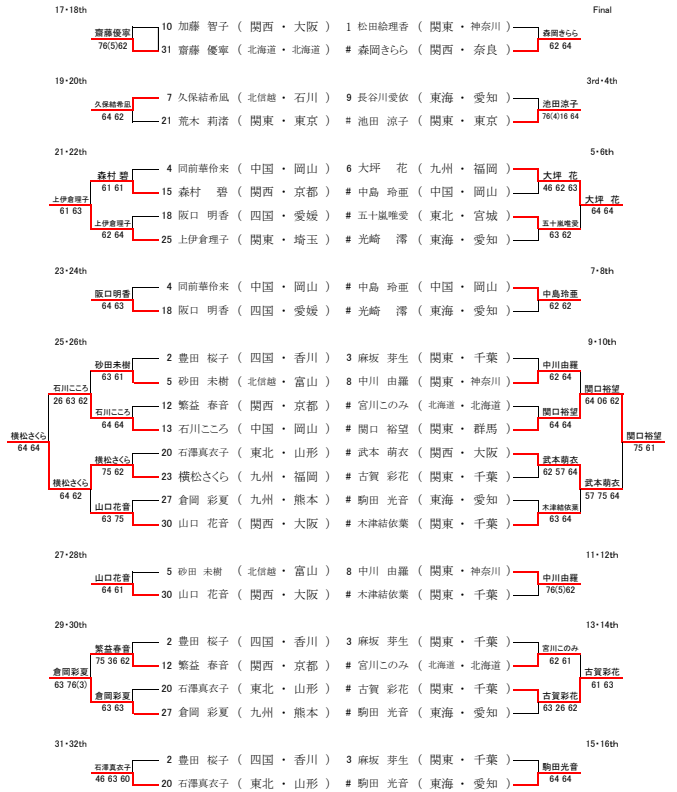 17・18th Final
10 加藤 智子 ( 関西 ・ 大阪 ) 1 松田絵理香 ( 関東 ・ 神奈川 )
齋藤優寧 森岡きらら
76(5)62 62 64
31 齋藤 優寧 ( 北海道 ・ 北海道 ) # 森岡きらら ( 関西 ・ 奈良 )
19・20th 3rd・4th
7 久保結希凪 ( 北信越 ・ 石川 ) 9 長谷川愛依 ( 東海 ・ 愛知 )
久保結希凪 池田涼子
64 62 76(4)16 64
21 荒木 莉渚 ( 関東 ・ 東京 ) # 池田 涼子 ( 関東 ・ 東京 )
21・22th 5・6th
4 同前華伶来 ( 中国 ・ 岡山 ) 6 大坪 花 ( 九州 ・ 福岡 )
森村 碧 大坪 花
61 61 46 62 63
15 森村 碧 ( 関西 ・ 京都 ) # 中島 玲亜 ( 中国 ・ 岡山 )
上伊倉理子 大坪 花
61 63 64 64
18 阪口 明香 ( 四国 ・ 愛媛 ) # 五十嵐唯愛 ( 東北 ・ 宮城 )
上伊倉理子 五十嵐唯愛
62 64 63 62
25 上伊倉理子 ( 関東 ・ 埼玉 ) # 光崎 澪 ( 東海 ・ 愛知 )
23・24th 7・8th
4 同前華伶来 ( 中国 ・ 岡山 ) # 中島 玲亜 ( 中国 ・ 岡山 )
阪口明香 中島玲亜
64 63 62 62
18 阪口 明香 ( 四国 ・ 愛媛 ) # 光崎 澪 ( 東海 ・ 愛知 )
25・26th 9・10th
2 豊田 桜子 ( 四国 ・ 香川 ) 3 麻坂 芽生 ( 関東 ・ 千葉 )
砂田未樹 中川由羅
63 61 62 64
5 砂田 未樹 ( 北信越 ・ 富山 ) 8 中川 由羅 ( 関東 ・ 神奈川 )
石川こころ 関口裕望
26 63 62 64 06 62
12 繁益 春音 ( 関西 ・ 京都 ) # 宮川このみ ( 北海道 ・ 北海道 )
石川こころ 関口裕望
64 64 64 64
13 石川こころ ( 中国 ・ 岡山 ) # 関口 裕望 ( 関東 ・ 群馬 )
横松さくら 関口裕望
64 64 75 61
20 石澤真衣子 ( 東北 ・ 山形 ) # 武本 萌衣 ( 関西 ・ 大阪 )
横松さくら 武本萌衣
75 62 62 57 64
23 横松さくら ( 九州 ・ 福岡 ) # 古賀 彩花 ( 関東 ・ 千葉 )
横松さくら 武本萌衣
64 62 57 75 64
27 倉岡 彩夏 ( 九州 ・ 熊本 ) # 駒田 光音 ( 東海 ・ 愛知 )
山口花音 木津結依葉
63 75 63 64
30 山口 花音 ( 関西 ・ 大阪 ) # 木津結依葉 ( 関東 ・ 千葉 )
27・28th 11・12th
5 砂田 未樹 ( 北信越 ・ 富山 ) 8 中川 由羅 ( 関東 ・ 神奈川 )
山口花音 中川由羅
64 61 76(5)62
30 山口 花音 ( 関西 ・ 大阪 ) # 木津結依葉 ( 関東 ・ 千葉 )
29・30th 13・14th
2 豊田 桜子 ( 四国 ・ 香川 ) 3 麻坂 芽生 ( 関東 ・ 千葉 )
繁益春音 宮川このみ
75 36 62 62 61
12 繁益 春音 ( 関西 ・ 京都 ) # 宮川このみ ( 北海道 ・ 北海道 )
倉岡彩夏 古賀彩花
63 76(3) 61 63
20 石澤真衣子 ( 東北 ・ 山形 ) # 古賀 彩花 ( 関東 ・ 千葉 )
倉岡彩夏 古賀彩花
63 63 63 26 62
27 倉岡 彩夏 ( 九州 ・ 熊本 ) # 駒田 光音 ( 東海 ・ 愛知 )
31・32th 15・16th
2 豊田 桜子 ( 四国 ・ 香川 ) 3 麻坂 芽生 ( 関東 ・ 千葉 )
石澤真衣子 駒田光音
46 63 60 64 64
20 石澤真衣子 ( 東北 ・ 山形 ) # 駒田 光音 ( 東海 ・ 愛知 )